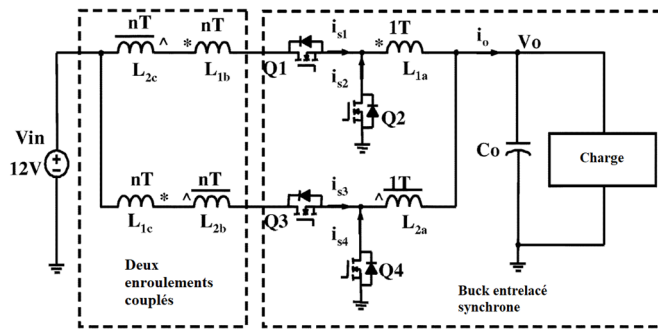 nT
nT
^
*
L2c
L1b
Q1
is1
1T
*
L1a
io
Vo
is2
Q2
Vin
12V
Co
Charge
nT
nT
*
^
L1c
L2b
Q3
is3
1T
^
L2a
is4
Q4
Deux
enroulements
couplés
Buck entrelacé
synchrone